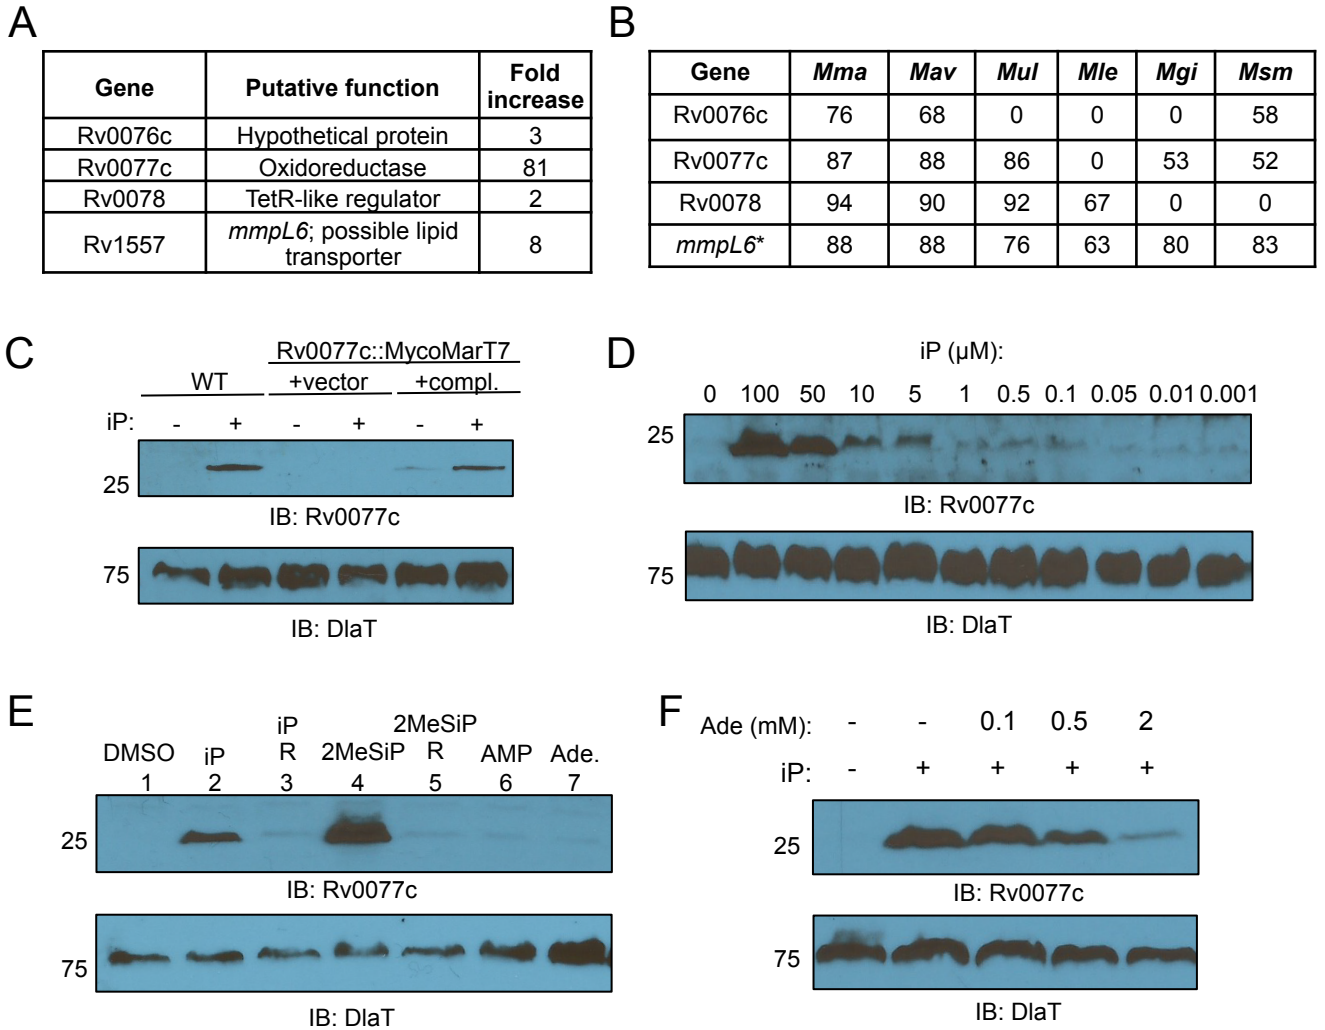 A
Gene Putative function Fold increase
Rv0076c Hypothetical protein 3
Rv0077c Oxidoreductase 81
Rv0078 TetR-like regulator 2
Rv1557 mmpL6; possible lipid transporter 8
B
Gene Mma Mav Mul Mle Mgi Msm
Rv0076c 76 68 0 0 0 58
Rv0077c 87 88 86 0 53 52
Rv0078 94 90 92 67 0 0
mmpL6* 88 88 76 63 80 83
C
Rv0077c::MycoMarT7
WT +vector +compl.
iP: - + - + - +
25
IB: Rv0077c
75
IB: DlaT
D
iP (µM):
0 100 50 10 5 1 0.5 0.1 0.05 0.01 0.001
25
IB: Rv0077c
75
IB: DlaT
E
DMSO iP iP R 2MeSiP 2MeSiP R AMP Ade.
1 2 3 4 5 6 7
25
IB: Rv0077c
75
IB: DlaT
F
Ade (mM): - - 0.1 0.5 2
iP: - + + + +
25
IB: Rv0077c
75
IB: DlaT